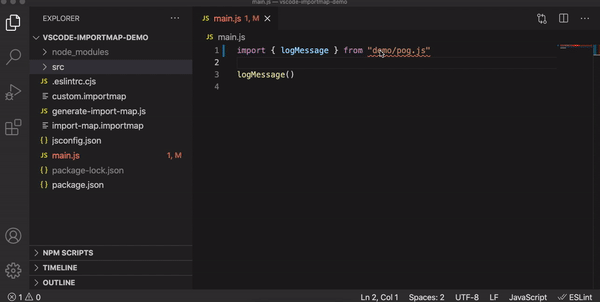 main.js — vscode-importmap-demo
EXPLORER
VSCODE-IMPORTMAP-DEMO
node_modules
src
.eslintrc.cjs
custom.importmap
JS generate-import-map.js
import-map.importmap
{ } jsconfig.json
JS main.js 1, M
{ } package-lock.json
{ } package.json
NPM SCRIPTS
TIMELINE
OUTLINE
JS main.js 1, M
JS main.js
1 import { logMessage } from "demo/pog.js"
2
3 logMessage()
4
1 0
Ln 2, Col 1 Spaces: 2 UTF-8 LF JavaScript ESLint